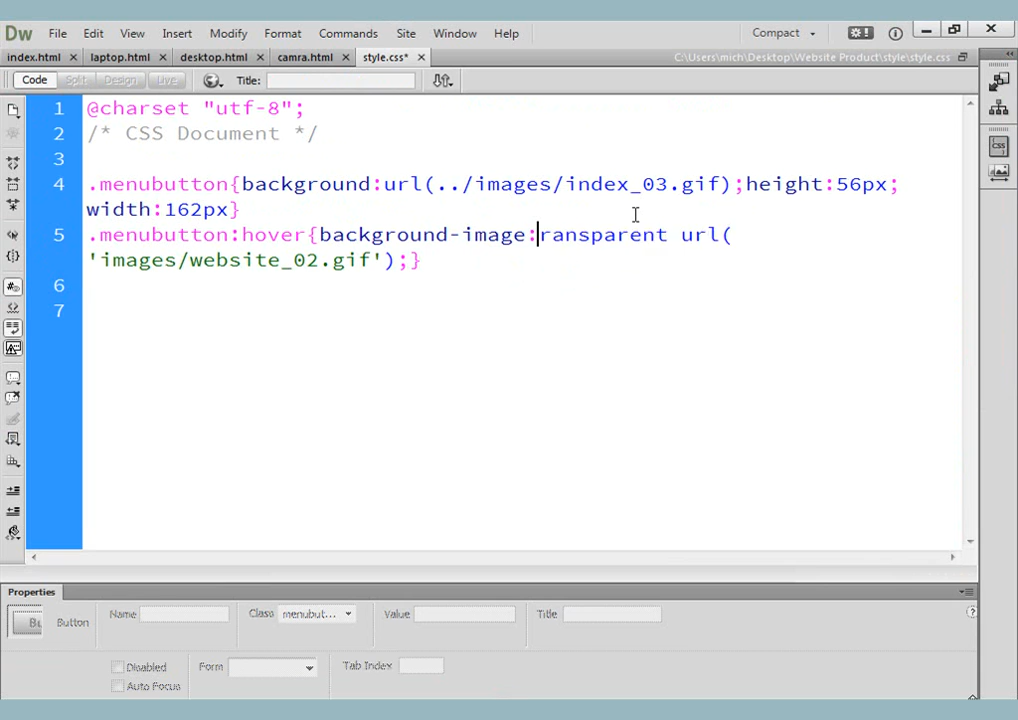 Dw File Edit View Insert Modify Format Commands Site Window Help Compact
index.html × laptop.html × desktop.html × camra.html × style.css* × C:\Users\mich\Desktop\Website Product\style\style.css
Code Split Design Live Title:
1 @charset "utf-8";
2 /* CSS Document */
3
4 .menubutton{background:url(../images/index_03.gif);height:56px;
width:162px}
5 .menubutton:hover{background-image:ransparent url(
'images/website_02.gif');}
6
7
Properties
Button Name Class menubut... Value Title
Disabled Form Tab Index
Auto Focus